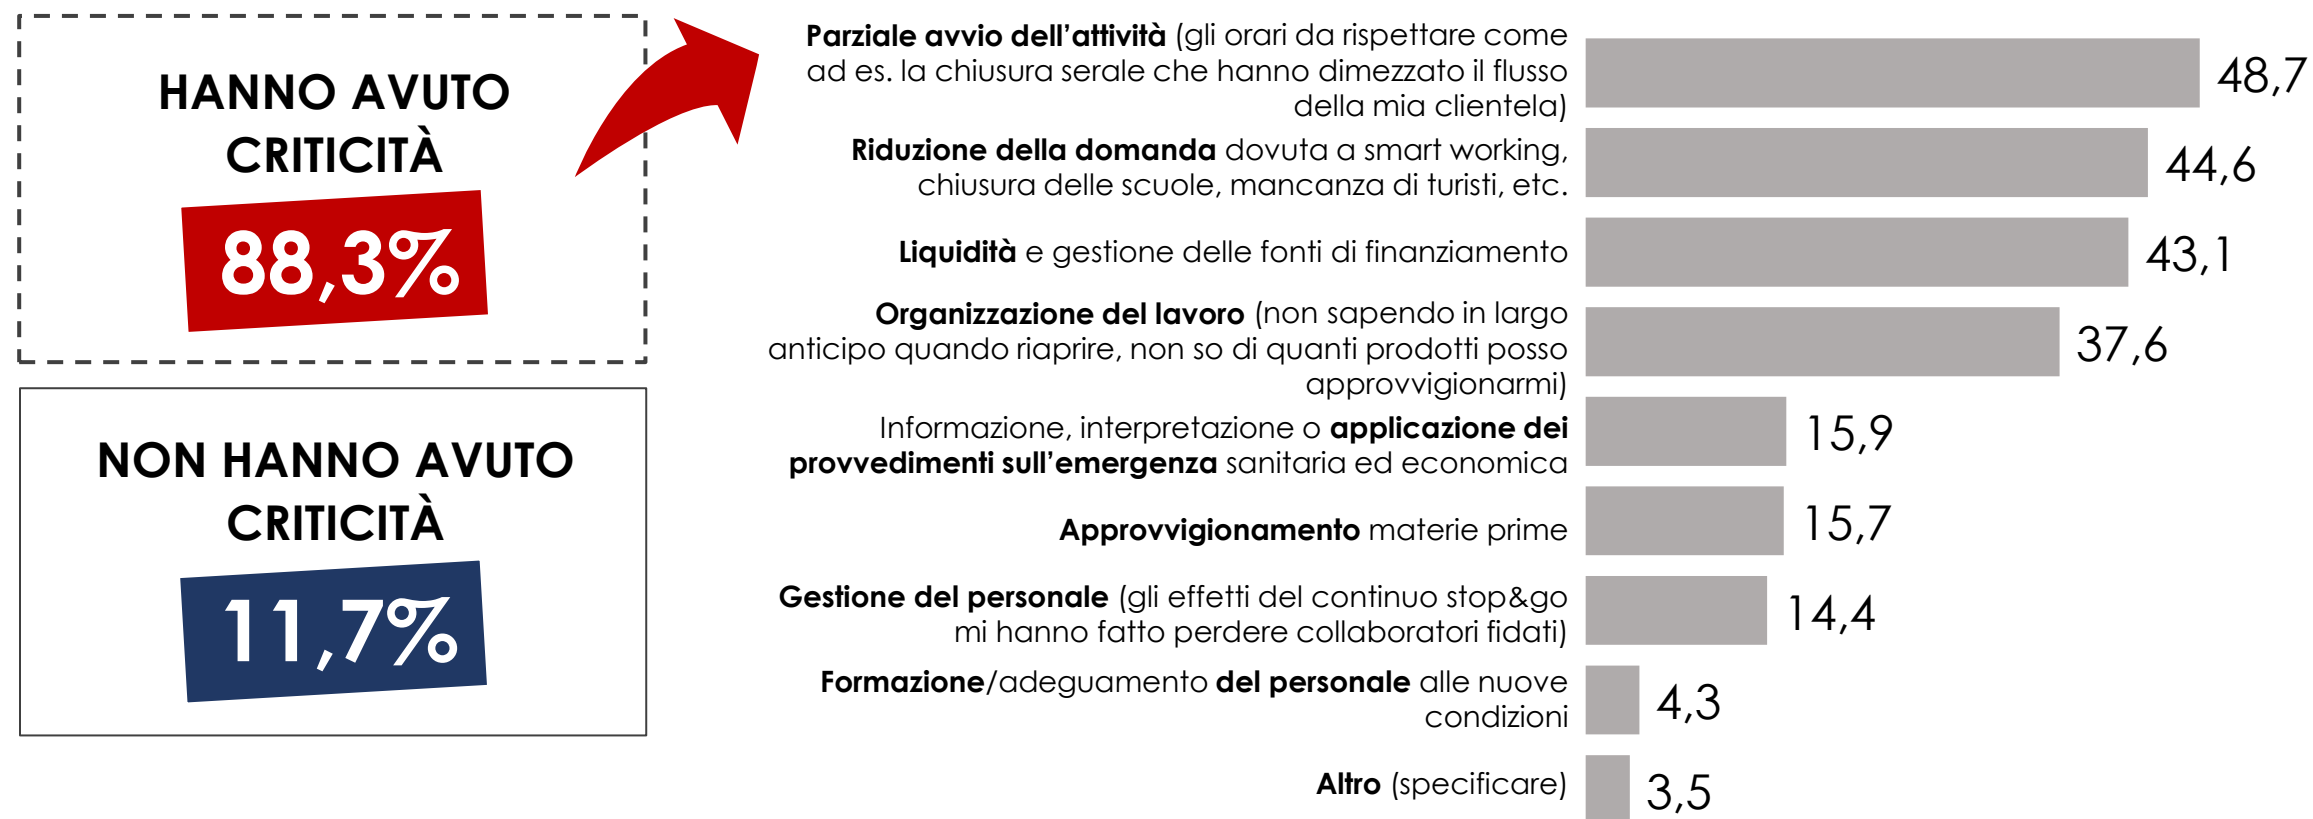 HANNO AVUTO
CRITICITÀ
88,3%
NON HANNO AVUTO
CRITICITÀ
11,7%
Parziale avvio dell’attività (gli orari da rispettare come
ad es. la chiusura serale che hanno dimezzato il flusso
della mia clientela)
48,7
Riduzione della domanda dovuta a smart working,
chiusura delle scuole, mancanza di turisti, etc.
44,6
Liquidità e gestione delle fonti di finanziamento
43,1
Organizzazione del lavoro (non sapendo in largo
anticipo quando riaprire, non so di quanti prodotti posso
approvvigionarmi)
37,6
Informazione, interpretazione o applicazione dei
provvedimenti sull’emergenza sanitaria ed economica
15,9
Approvvigionamento materie prime
15,7
Gestione del personale (gli effetti del continuo stop&go
mi hanno fatto perdere collaboratori fidati)
14,4
Formazione/adeguamento del personale alle nuove
condizioni
4,3
Altro (specificare)
3,5